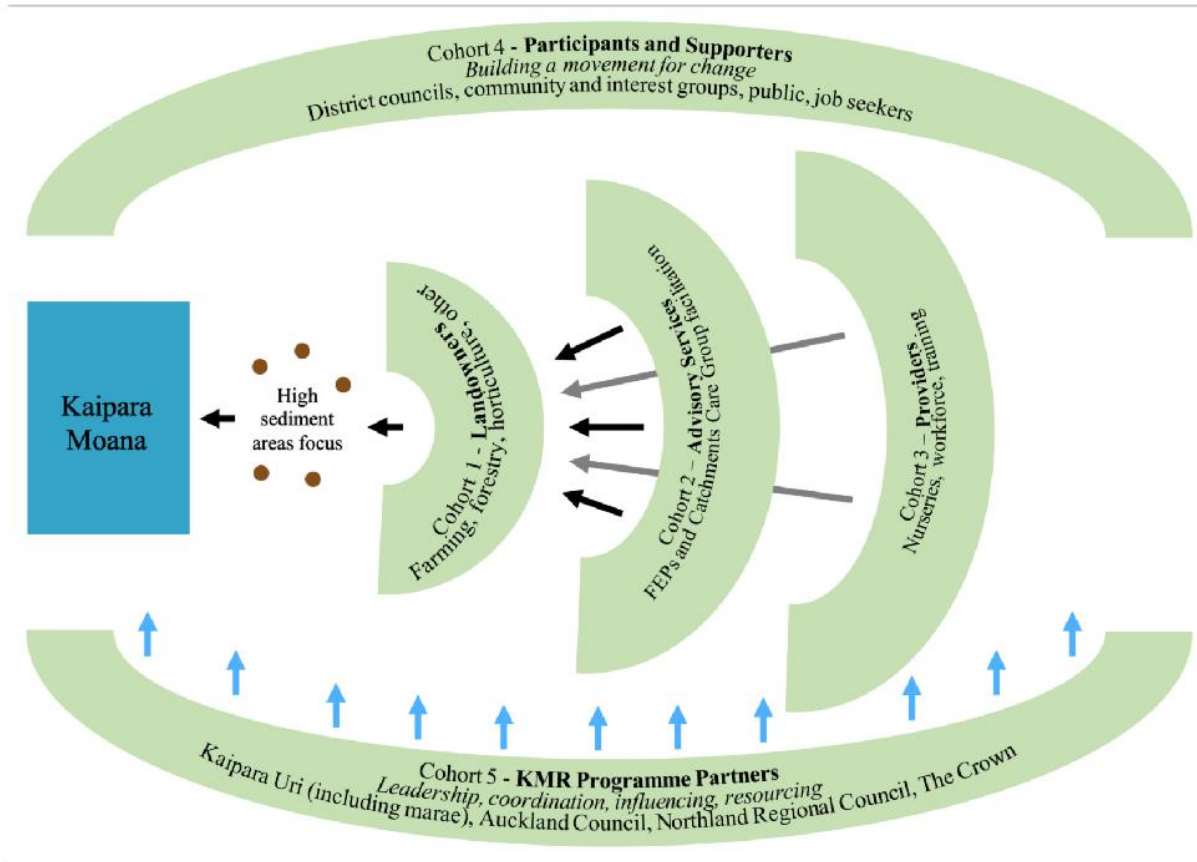 Cohort 4 - Participants and Supporters
Building a movement for change
District councils, community and interest groups, public, job seekers
Kaipara
Moana
High
sediment
areas focus
Cohort 1 - Landowners
Farming, forestry, horticulture, other
Cohort 2 – Advisory Services
FEPs and Catchments Care Group facilitation
Cohort 3 – Providers
Nurseries, workforce, training
Cohort 5 - KMR Programme Partners
Leadership, coordination, influencing, resourcing
Kaipara Uri (including marae), Auckland Council, Northland Regional Council, The Crown